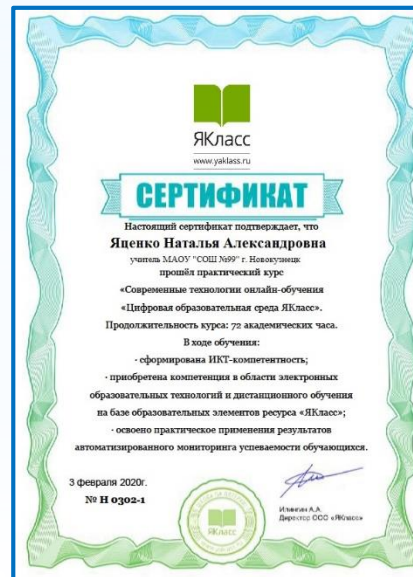 ЯКласс
www.yaklass.ru
СЕРТИФИКАТ
Настоящий сертификат подтверждает, что
Яценко Наталья Александровна
учитель МАОУ "СОШ №99" г. Новокузнецк
прошёл практический курс
«Современные технологии онлайн-обучения
«Цифровая образовательная среда ЯКласс».
Продолжительность курса: 72 академических часа.
В ходе обучения:
· сформирована ИКТ-компетентность;
· приобретена компетенция в области электронных
образовательных технологий и дистанционного обучения
на базе образовательных элементов ресурса «ЯКласс»;
· освоено практическое применения результатов
автоматизированного мониторинга успеваемости обучающихся.
3 февраля 2020г.
№ Н 0302-1
Илингин А.А.
Директор ООО «ЯКласс»
ЯКласс